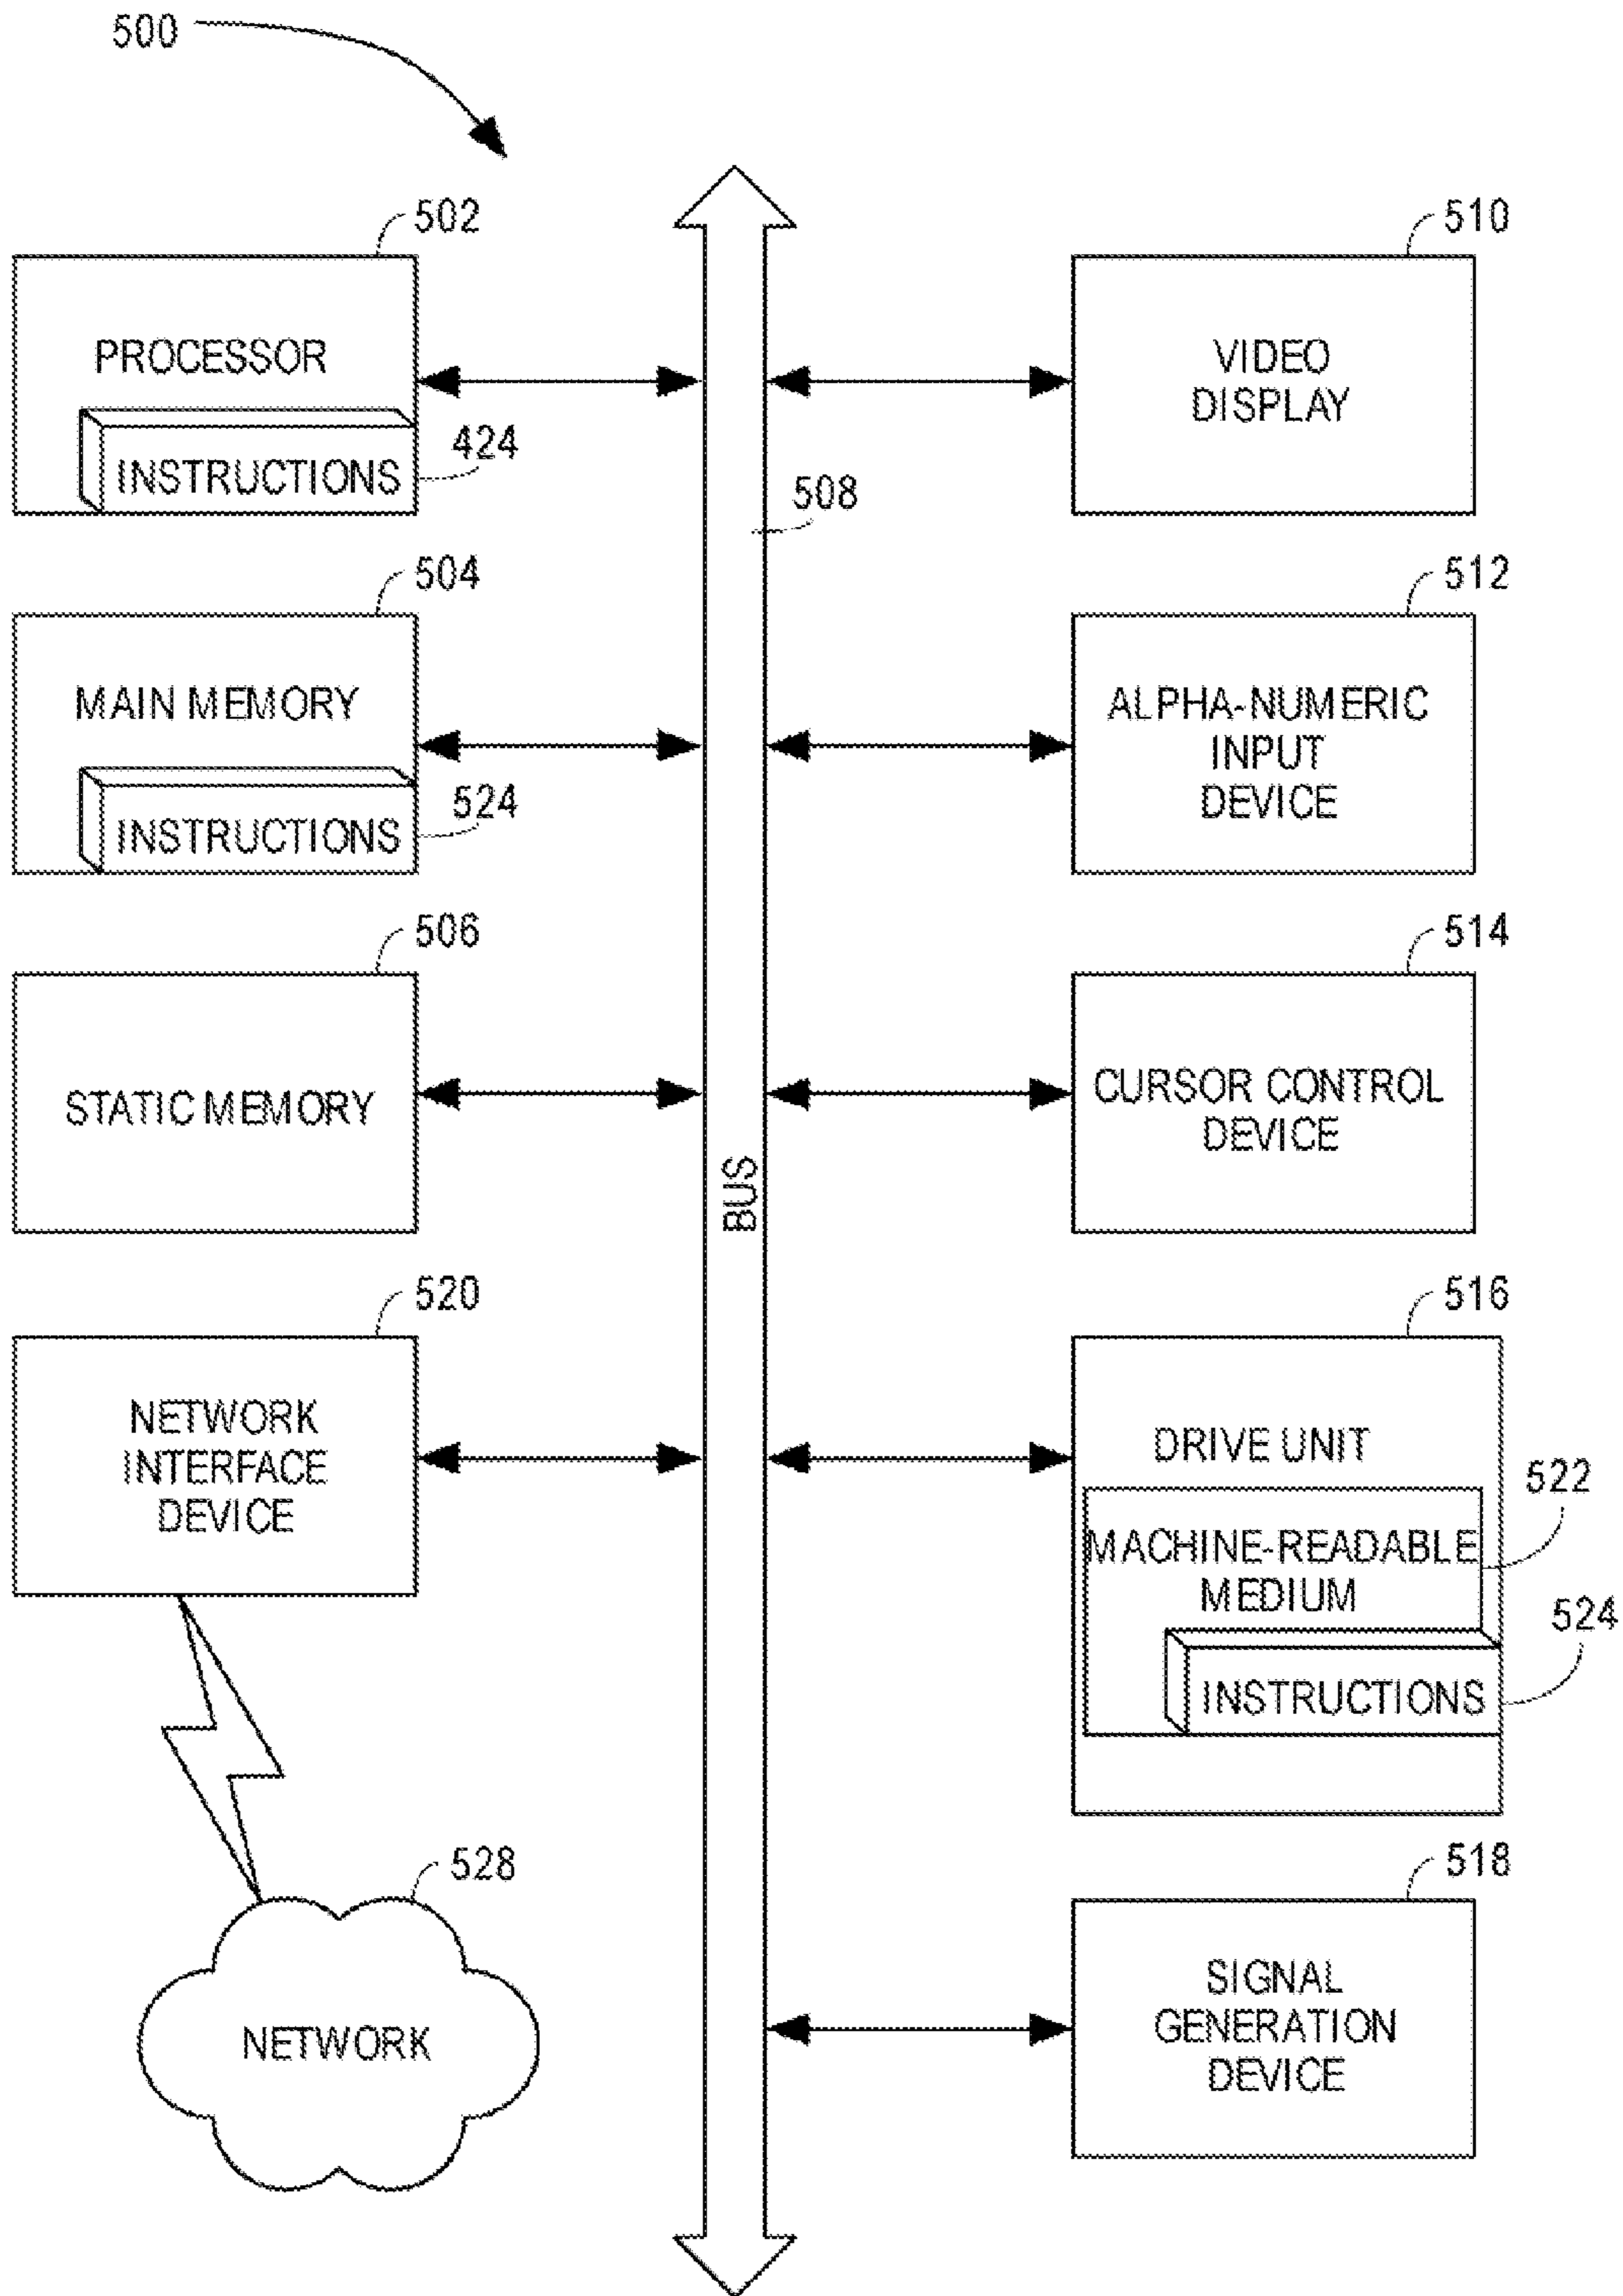 500
502
PROCESSOR
INSTRUCTIONS
424
504
MAIN MEMORY
INSTRUCTIONS
524
506
STATIC MEMORY
520
NETWORK
INTERFACE
DEVICE
528
NETWORK
508
BUS
510
VIDEO
DISPLAY
512
ALPHA-NUMERIC
INPUT
DEVICE
514
CURSOR CONTROL
DEVICE
516
DRIVE UNIT
522
MACHINE-READABLE
MEDIUM
524
INSTRUCTIONS
518
SIGNAL
GENERATION
DEVICE